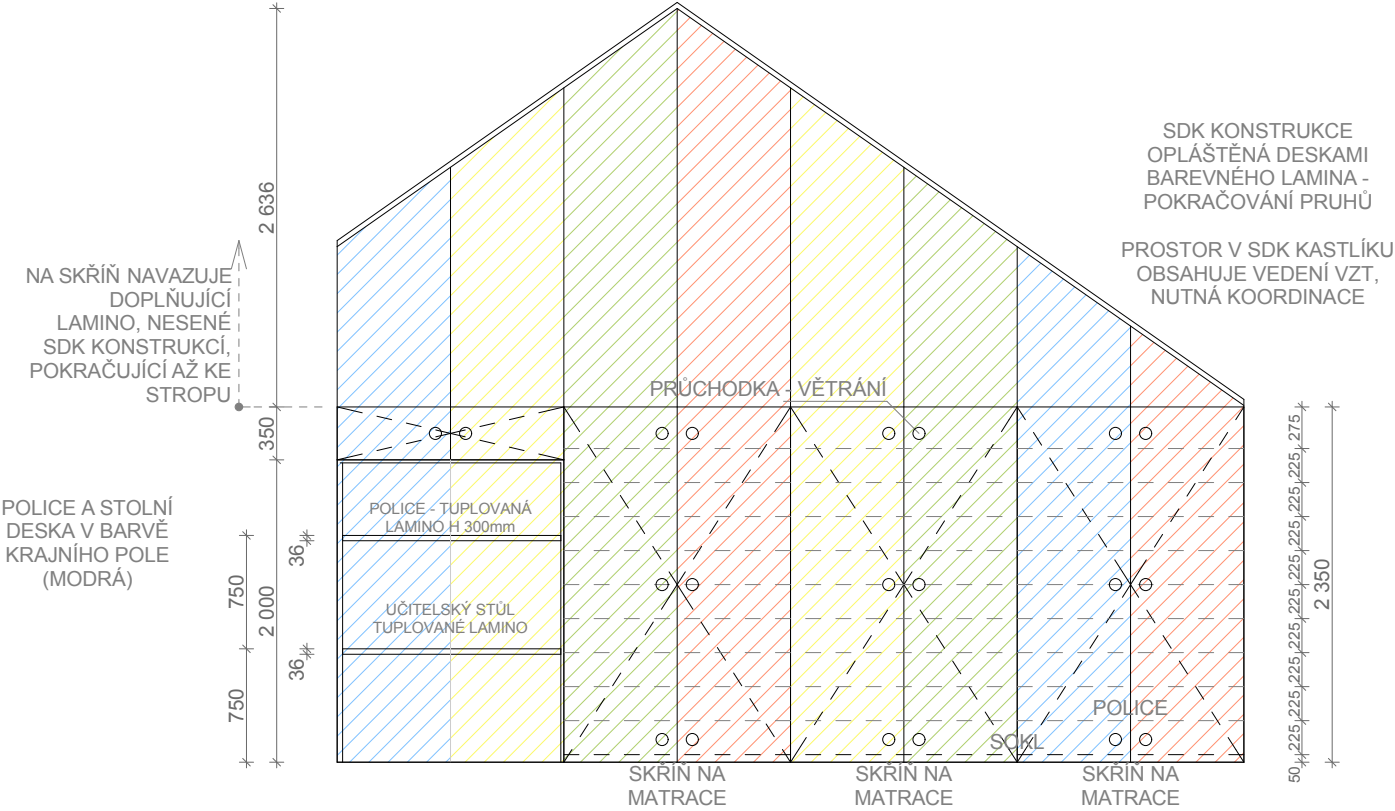 SDK KONSTRUKCE
OPLÁŠTĚNÁ DESKAMI
BAREVNÉHO LAMINA -
POKRAČOVÁNÍ PRUHŮ
PROSTOR V SDK KASTLÍKU
OBSAHUJE VEDENÍ VZT,
NUTNÁ KOORDINACE
2 636
NA SKŘÍŇ NAVAZUJE
DOPLŇUJÍCÍ
LAMINO, NESENÉ
SDK KONSTRUKCÍ,
POKRAČUJÍCÍ AŽ KE
STROPU
PRŮCHODKA - VĚTRÁNÍ
350
POLICE A STOLNÍ
DESKA V BARVĚ
KRAJNÍHO POLE
(MODRÁ)
POLICE - TUPLOVANÁ
LAMINO H 300mm
36
750
2 000
UČITELSKÝ STŮL
TUPLOVANÉ LAMINO
36
750
275
225
225
225
225
225
225
225
225
225
50
2 350
POLICE
SOKL
SKŘÍŇ NA
MATRACE
SKŘÍŇ NA
MATRACE
SKŘÍŇ NA
MATRACE